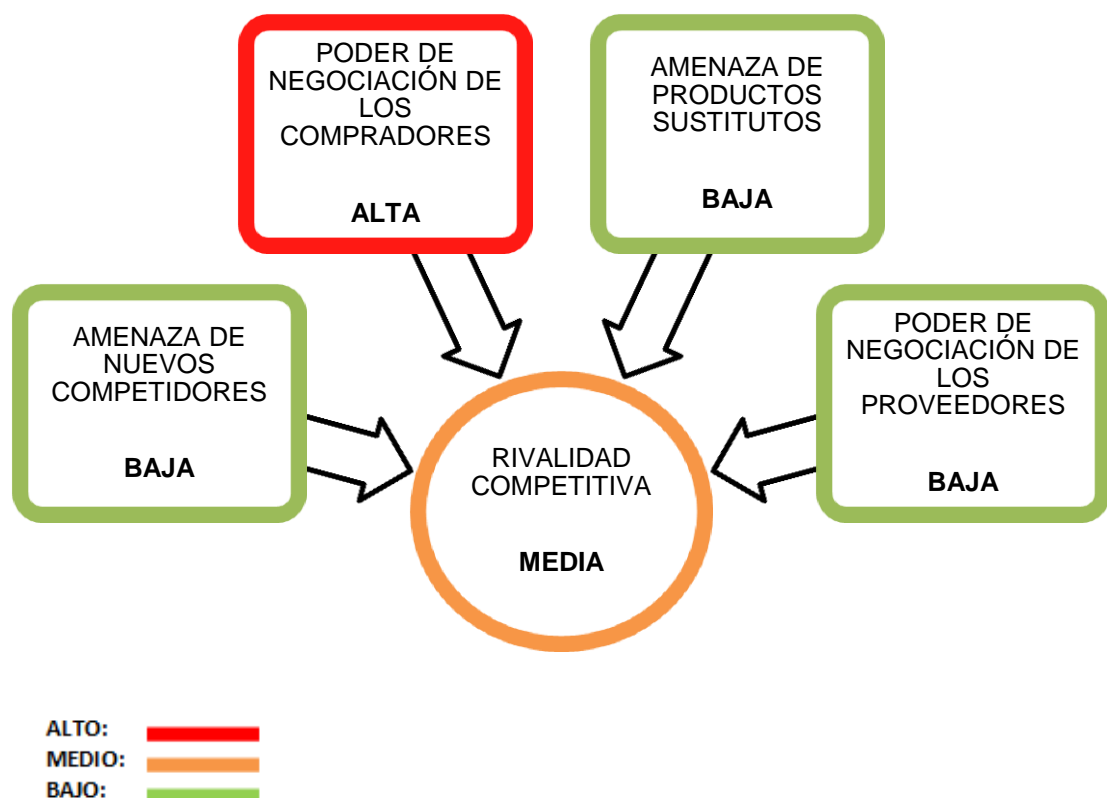 PODER DE
NEGOCIACIÓN DE
LOS
COMPRADORES
ALTA
AMENAZA DE
PRODUCTOS
SUSTITUTOS
BAJA
AMENAZA DE
NUEVOS
COMPETIDORES
BAJA
PODER DE
NEGOCIACIÓN DE
LOS
PROVEEDORES
BAJA
RIVALIDAD
COMPETITIVA
MEDIA
ALTO:
MEDIO:
BAJO: